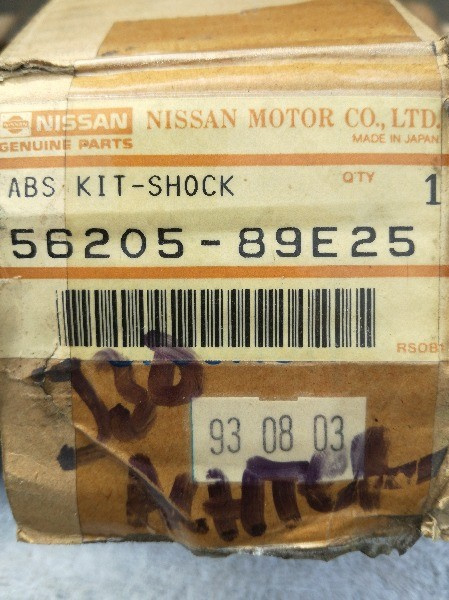 NISSAN NISSAN MOTOR CO., LTD.
GENUINE PARTS MADE IN JAPAN
ABS KIT-SHOCK QTY 1
56205-89E25
RS081
93 08 03